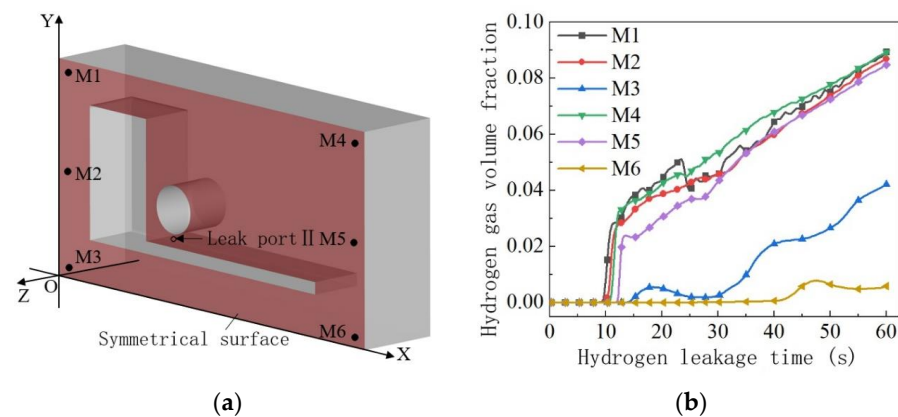 Y
M1
M2
M3
M4
M5
M6
Leak port Ⅱ
Z
O
X
Symmetrical surface
(a)
Hydrogen gas volume fraction
0.10
0.08
0.06
0.04
0.02
0.00
M1
M2
M3
M4
M5
M6
0 10 20 30 40 50 60
Hydrogen leakage time (s)
(b)